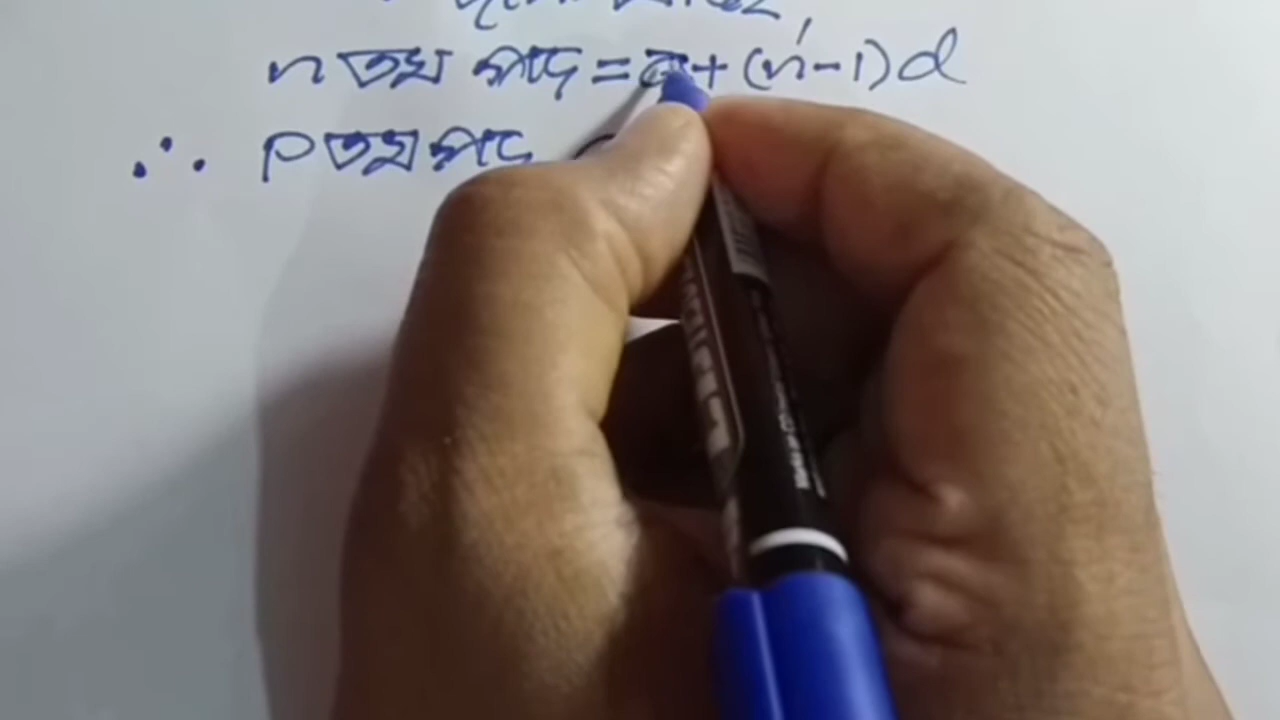 n তম পদ = a + (n-1)d
∴ p তম পদ